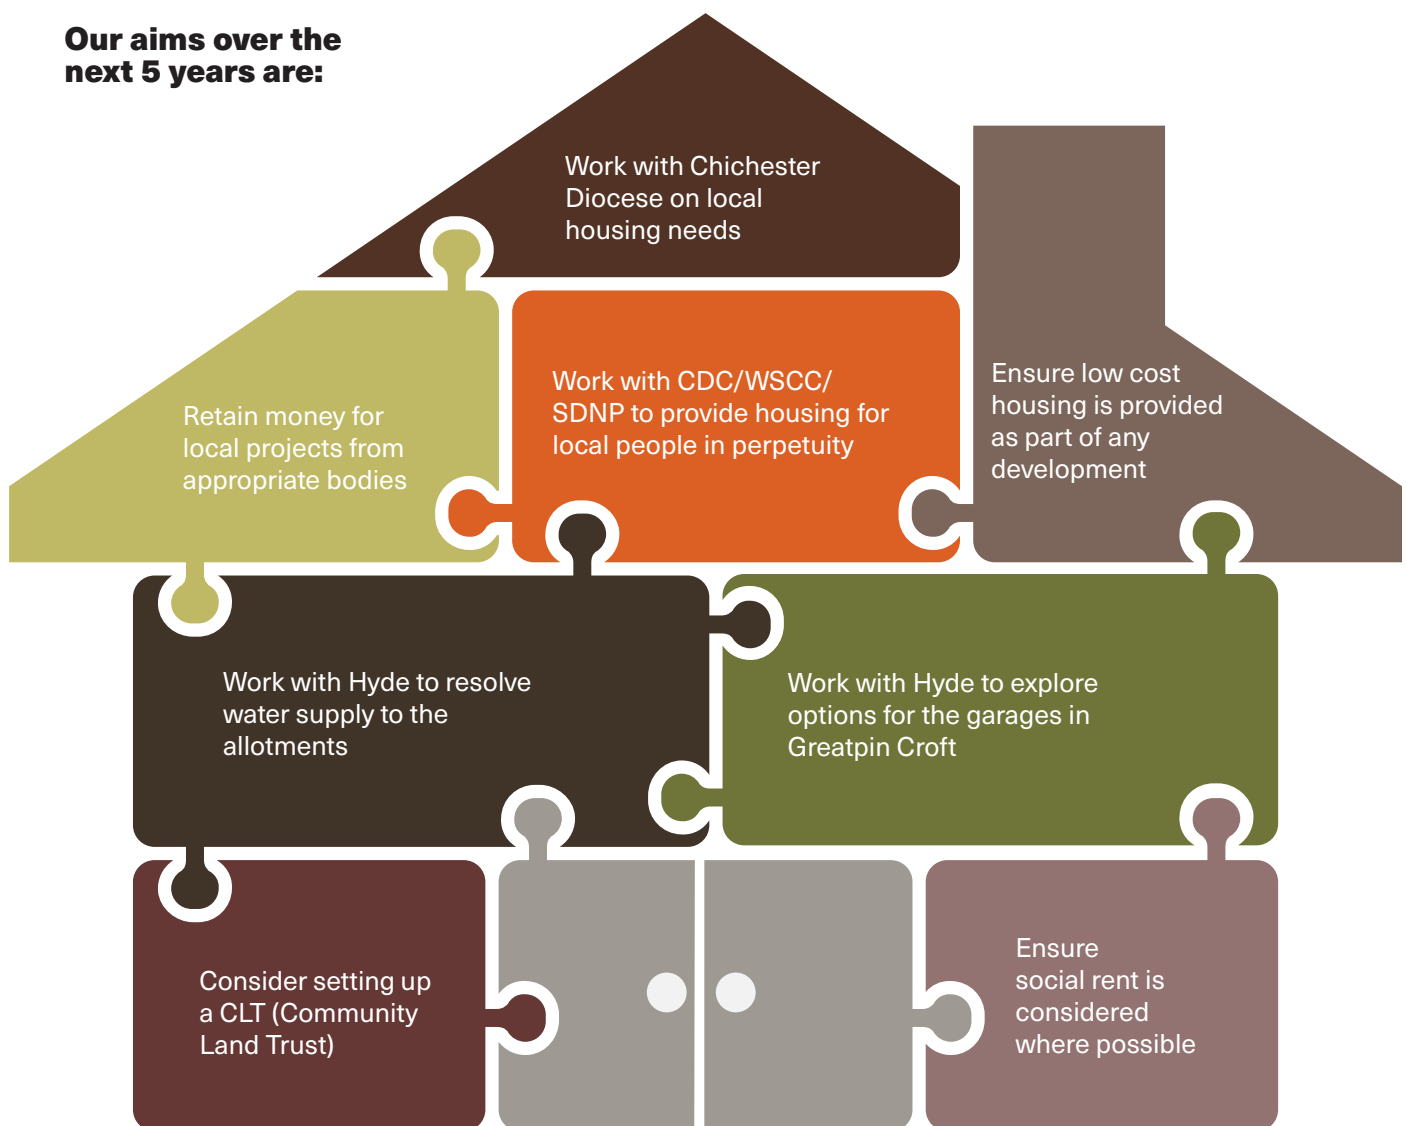 Our aims over the
next 5 years are:
Work with Chichester
Diocese on local
housing needs
Retain money for
local projects from
appropriate bodies
Work with CDC/WSCC/
SDNP to provide housing for
local people in perpetuity
Ensure low cost
housing is provided
as part of any
development
Work with Hyde to resolve
water supply to the
allotments
Work with Hyde to explore
options for the garages in
Greatpin Croft
Consider setting up
a CLT (Community
Land Trust)
Ensure
social rent is
considered
where possible